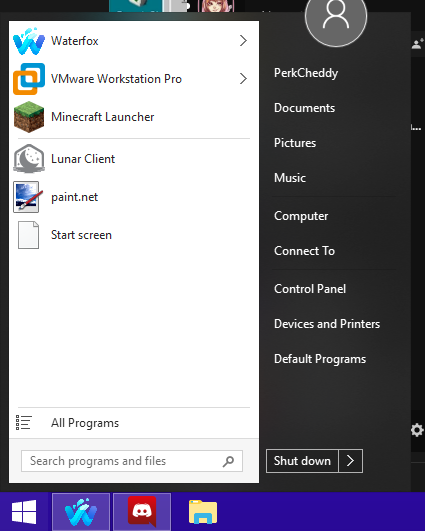 Waterfox
VMware Workstation Pro
Minecraft Launcher
Lunar Client
paint.net
Start screen
All Programs
Search programs and files
PerkCheddy
Documents
Pictures
Music
Computer
Connect To
Control Panel
Devices and Printers
Default Programs
Shut down